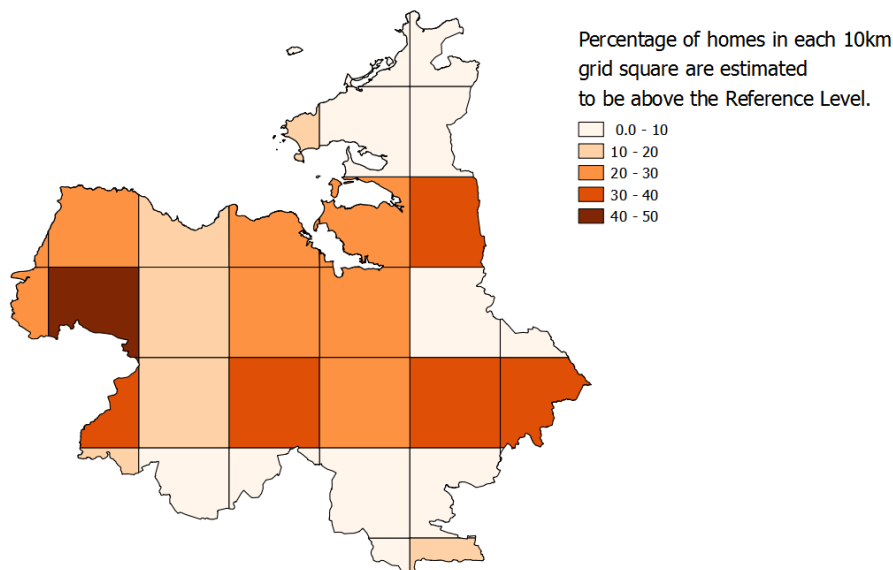 Percentage of homes in each 10km
grid square are estimated
to be above the Reference Level.
0.0 - 10
10 - 20
20 - 30
30 - 40
40 - 50